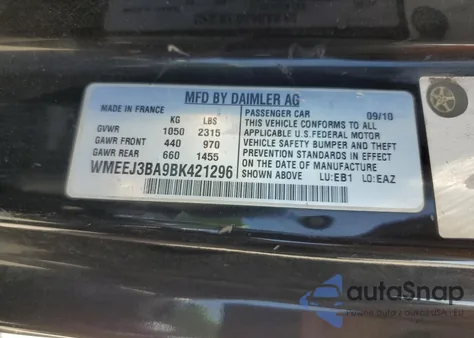 MFD BY DAIMLER AG
MADE IN FRANCE
KG LBS
GVWR 1050 2315
GAWR FRONT 440 970
GAWR REAR 660 1455
WMEEJ3BA9BK421296
PASSENGER CAR 09/10
THIS VEHICLE CONFORMS TO ALL
APPLICABLE U.S.FEDERAL MOTOR
VEHICLE SAFETY BUMPER AND THEFT
PREVENTION STANDARDS IN EFFECT
ON THE DATE OF MANUFACTURE
SHOWN ABOVE LU:EB1 LO:EAZ
autoSnap